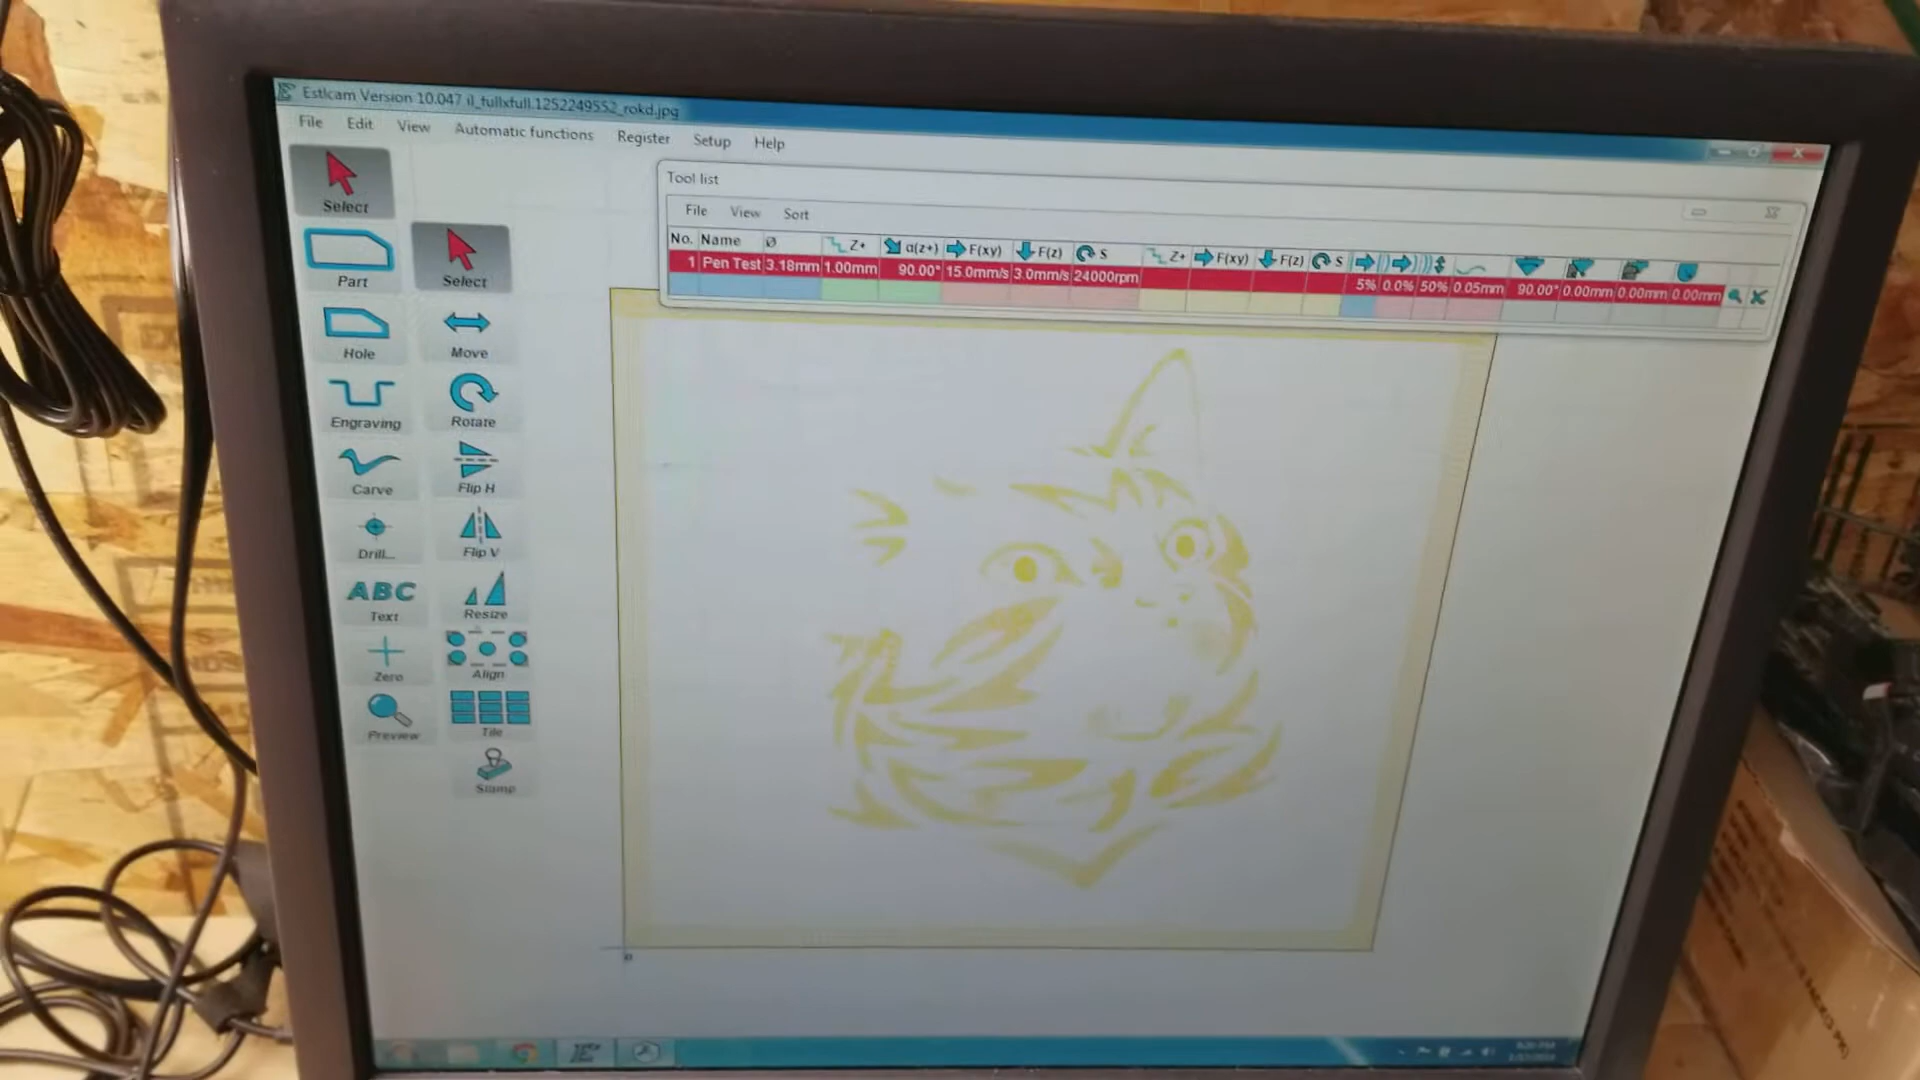 Estlcam Version 10.047 il_fullxfull.1252249552_rokd.jpg
File Edit View Automatic functions Register Setup Help
Tool list
File View Sort
No. Name Ø Z+ α(z+) F(xy) F(z) S Z+ F(xy) F(z) S
1 Pen Test 3.18mm 1.00mm 90.00° 15.0mm/s 3.0mm/s 24000rpm 5% 0.0% 50% 0.05mm 90.00° 0.00mm 0.00mm 0.00mm
Select
Part
Hole
Engraving
Carve
Drill...
ABC
Text
Zero
Preview
Select
Move
Rotate
Flip H
Flip V
Resize
Align
Tile
Stamp